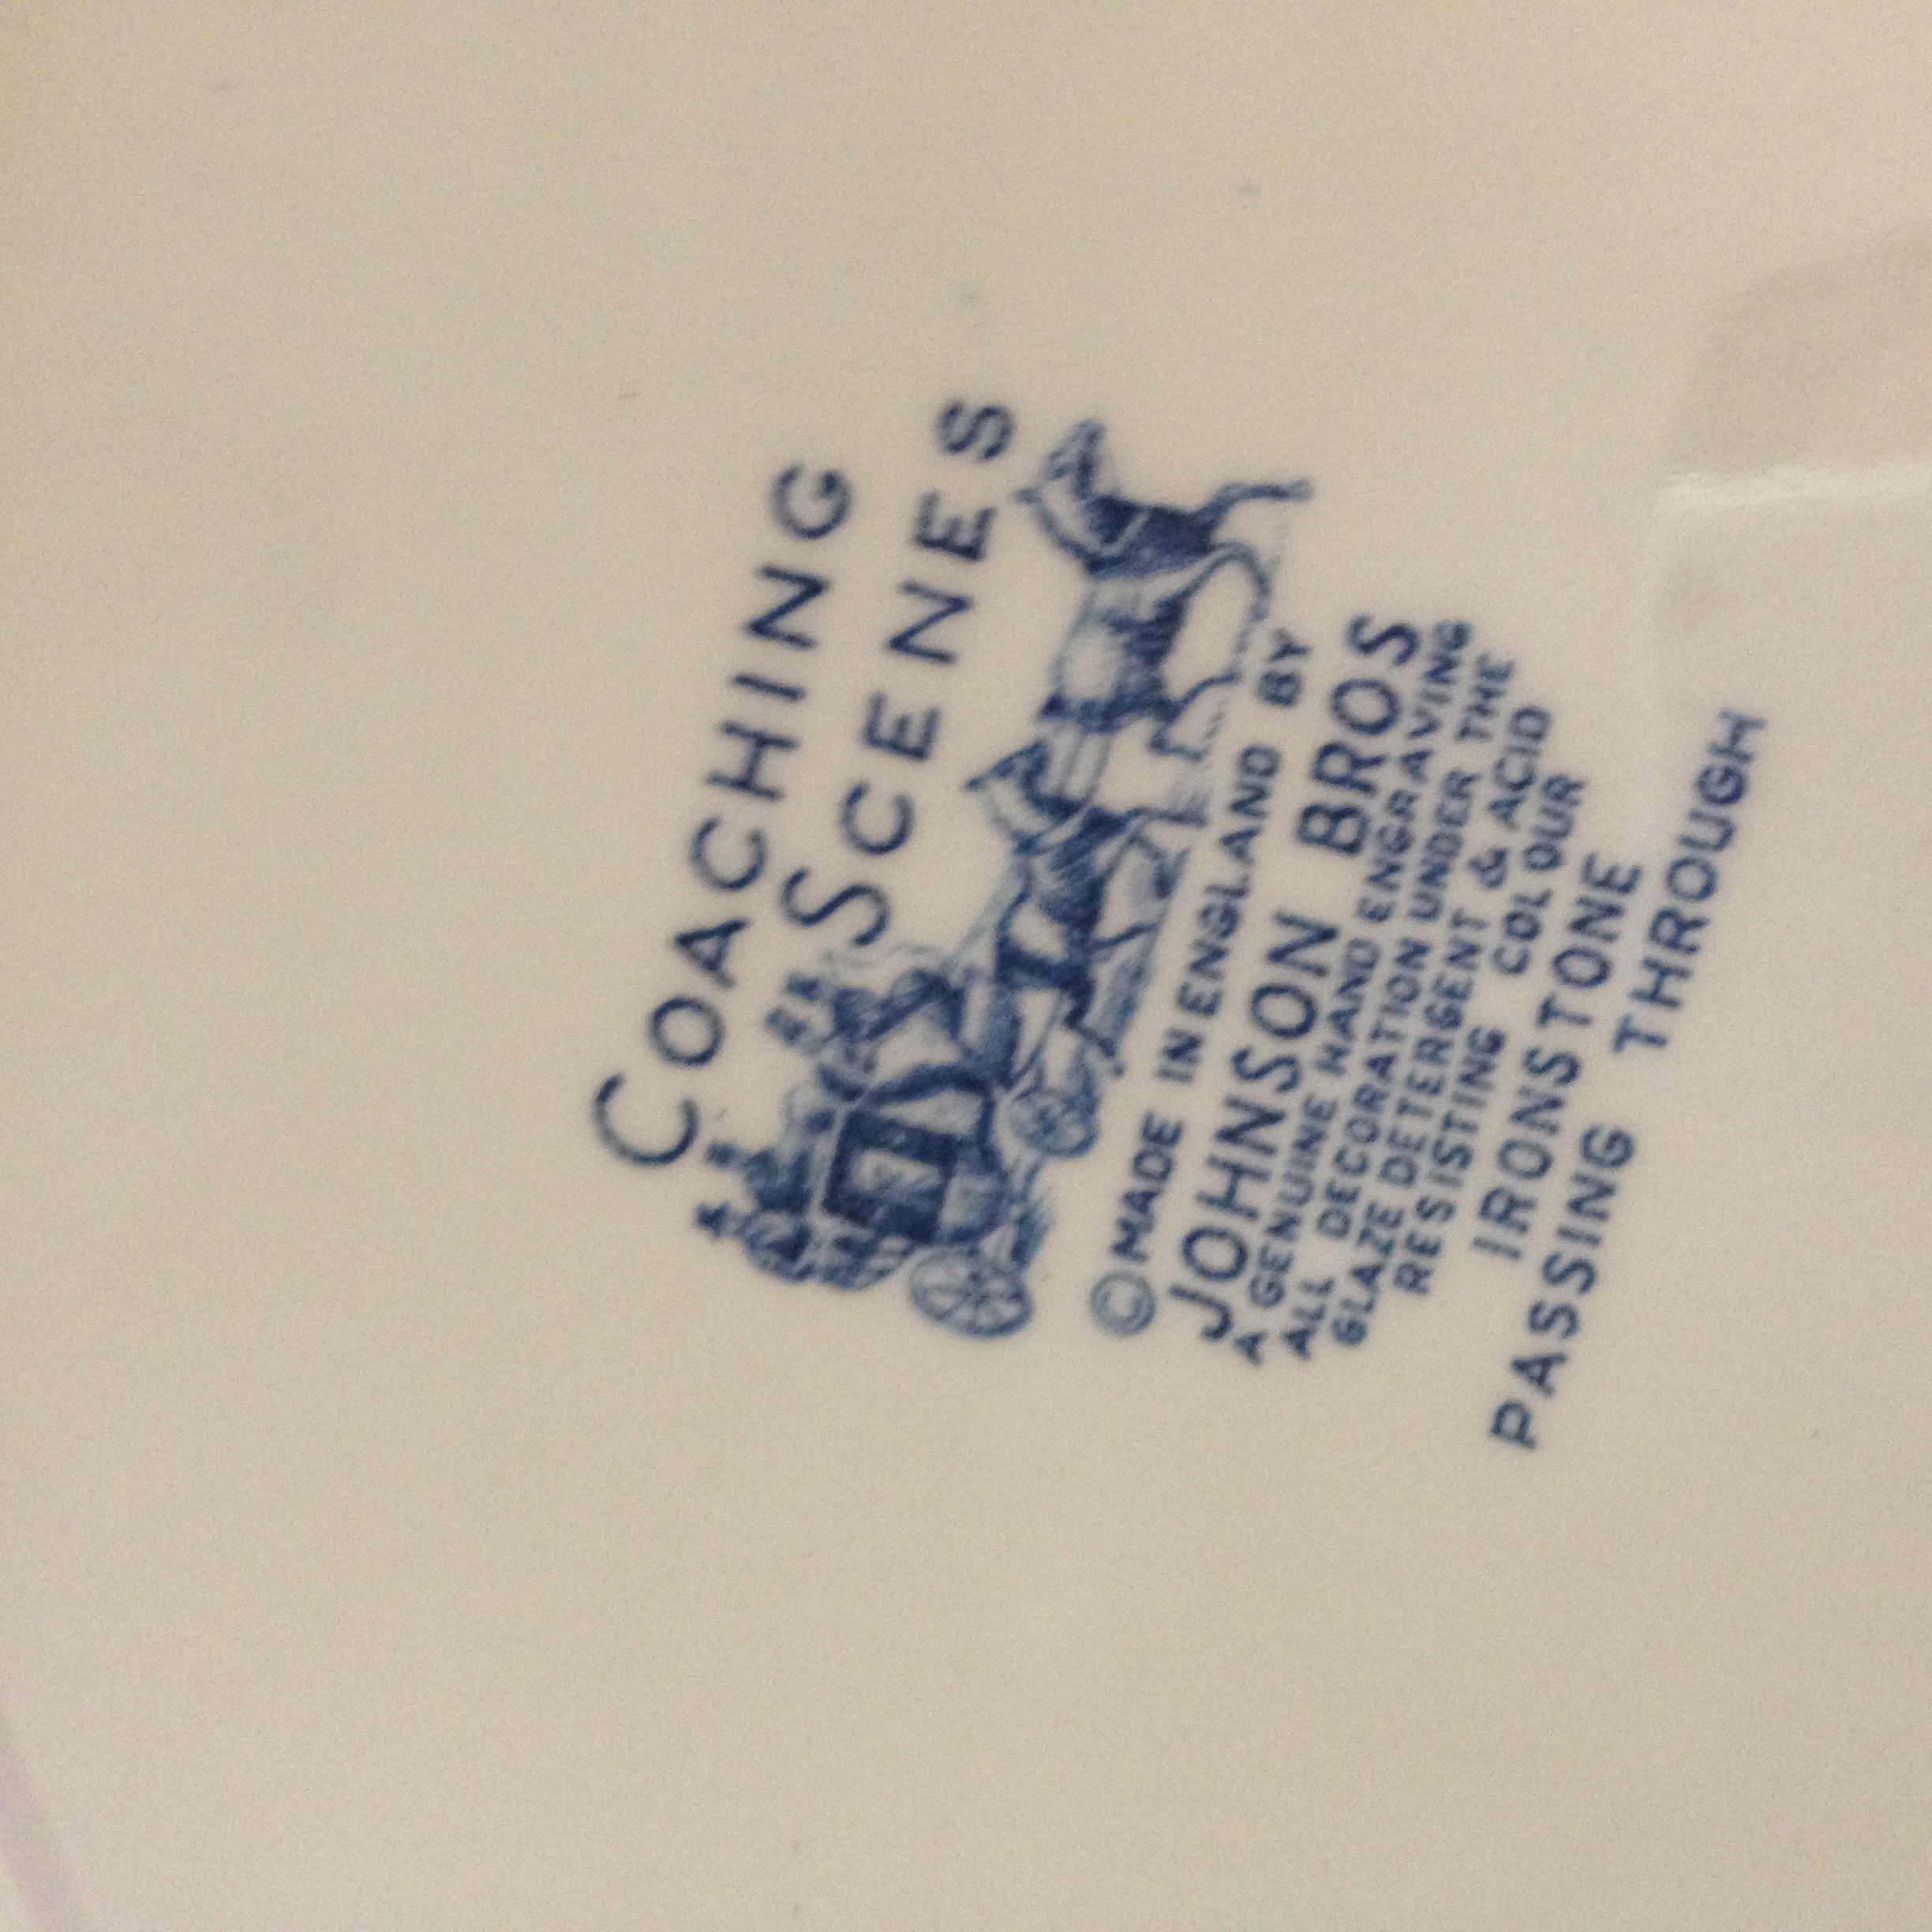 COACHING
SCENES
© MADE IN ENGLAND BY
JOHNSON BROS
A GENUINE HAND ENGRAVING
ALL DECORATION UNDER THE
GLAZE DETERGENT & ACID
RESISTING COLOUR
IRONSTONE
PASSING THROUGH